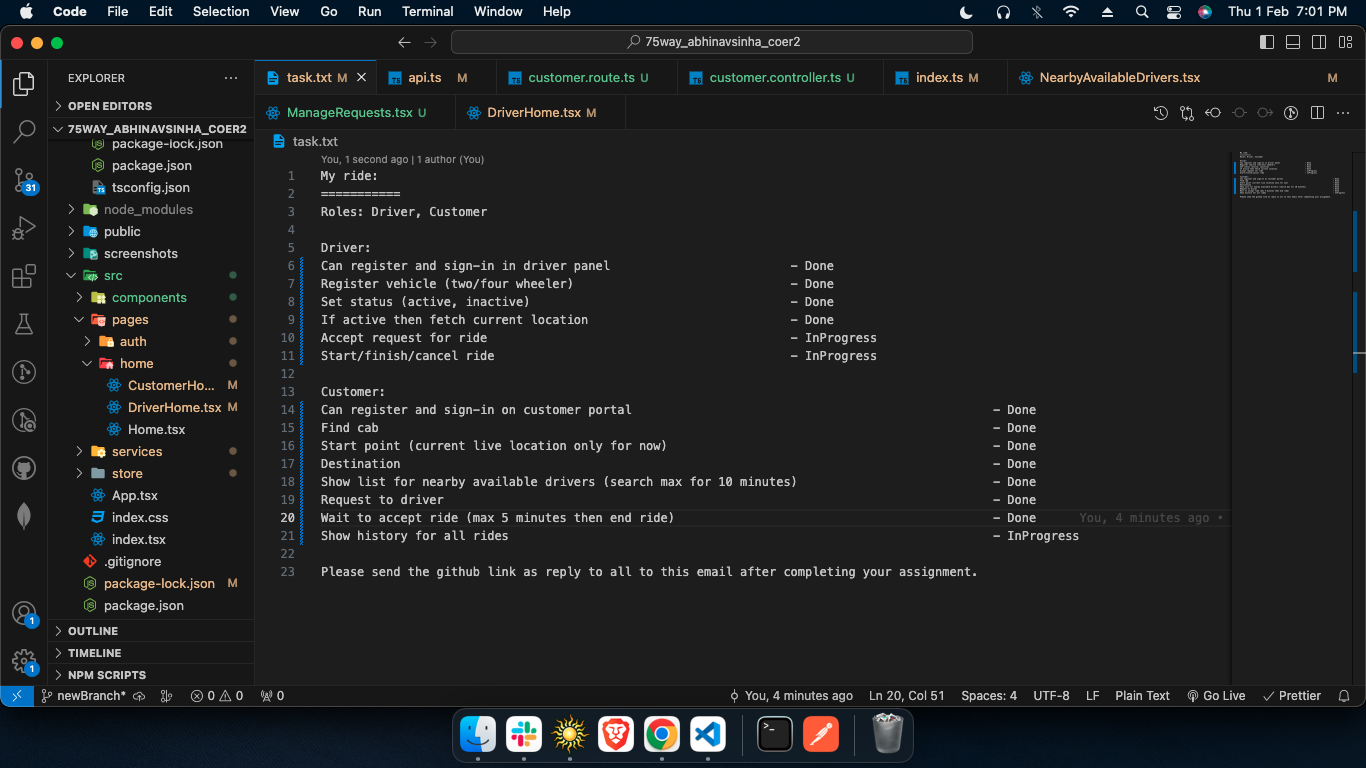 Code File Edit Selection View Go Run Terminal Window Help Thu 1 Feb 7:01 PM
75way_abhinavsinha_coer2
EXPLORER
OPEN EDITORS
75WAY_ABHINAVSINHA_COER2
package-lock.json
package.json
tsconfig.json
node_modules
public
screenshots
src
components
pages
auth
home
CustomerHo... M
DriverHome.tsx M
Home.tsx
services
store
App.tsx
index.css
index.tsx
.gitignore
package-lock.json M
package.json
OUTLINE
TIMELINE
NPM SCRIPTS
31
1
1
task.txt M
api.ts M
customer.route.ts U
customer.controller.ts U
index.ts M
NearbyAvailableDrivers.tsx M
ManageRequests.tsx U
DriverHome.tsx M
task.txt
You, 1 second ago | 1 author (You)
1 My ride:
2 ===========
3 Roles: Driver, Customer
4
5 Driver:
6 Can register and sign-in in driver panel - Done
7 Register vehicle (two/four wheeler) - Done
8 Set status (active, inactive) - Done
9 If active then fetch current location - Done
10 Accept request for ride - InProgress
11 Start/finish/cancel ride - InProgress
12
13 Customer:
14 Can register and sign-in on customer portal - Done
15 Find cab - Done
16 Start point (current live location only for now) - Done
17 Destination - Done
18 Show list for nearby available drivers (search max for 10 minutes) - Done
19 Request to driver - Done
20 Wait to accept ride (max 5 minutes then end ride) - Done You, 4 minutes ago •
21 Show history for all rides - InProgress
22
23 Please send the github link as reply to all to this email after completing your assignment.
newBranch* 0 0 0 You, 4 minutes ago Ln 20, Col 51 Spaces: 4 UTF-8 LF Plain Text Go Live Prettier